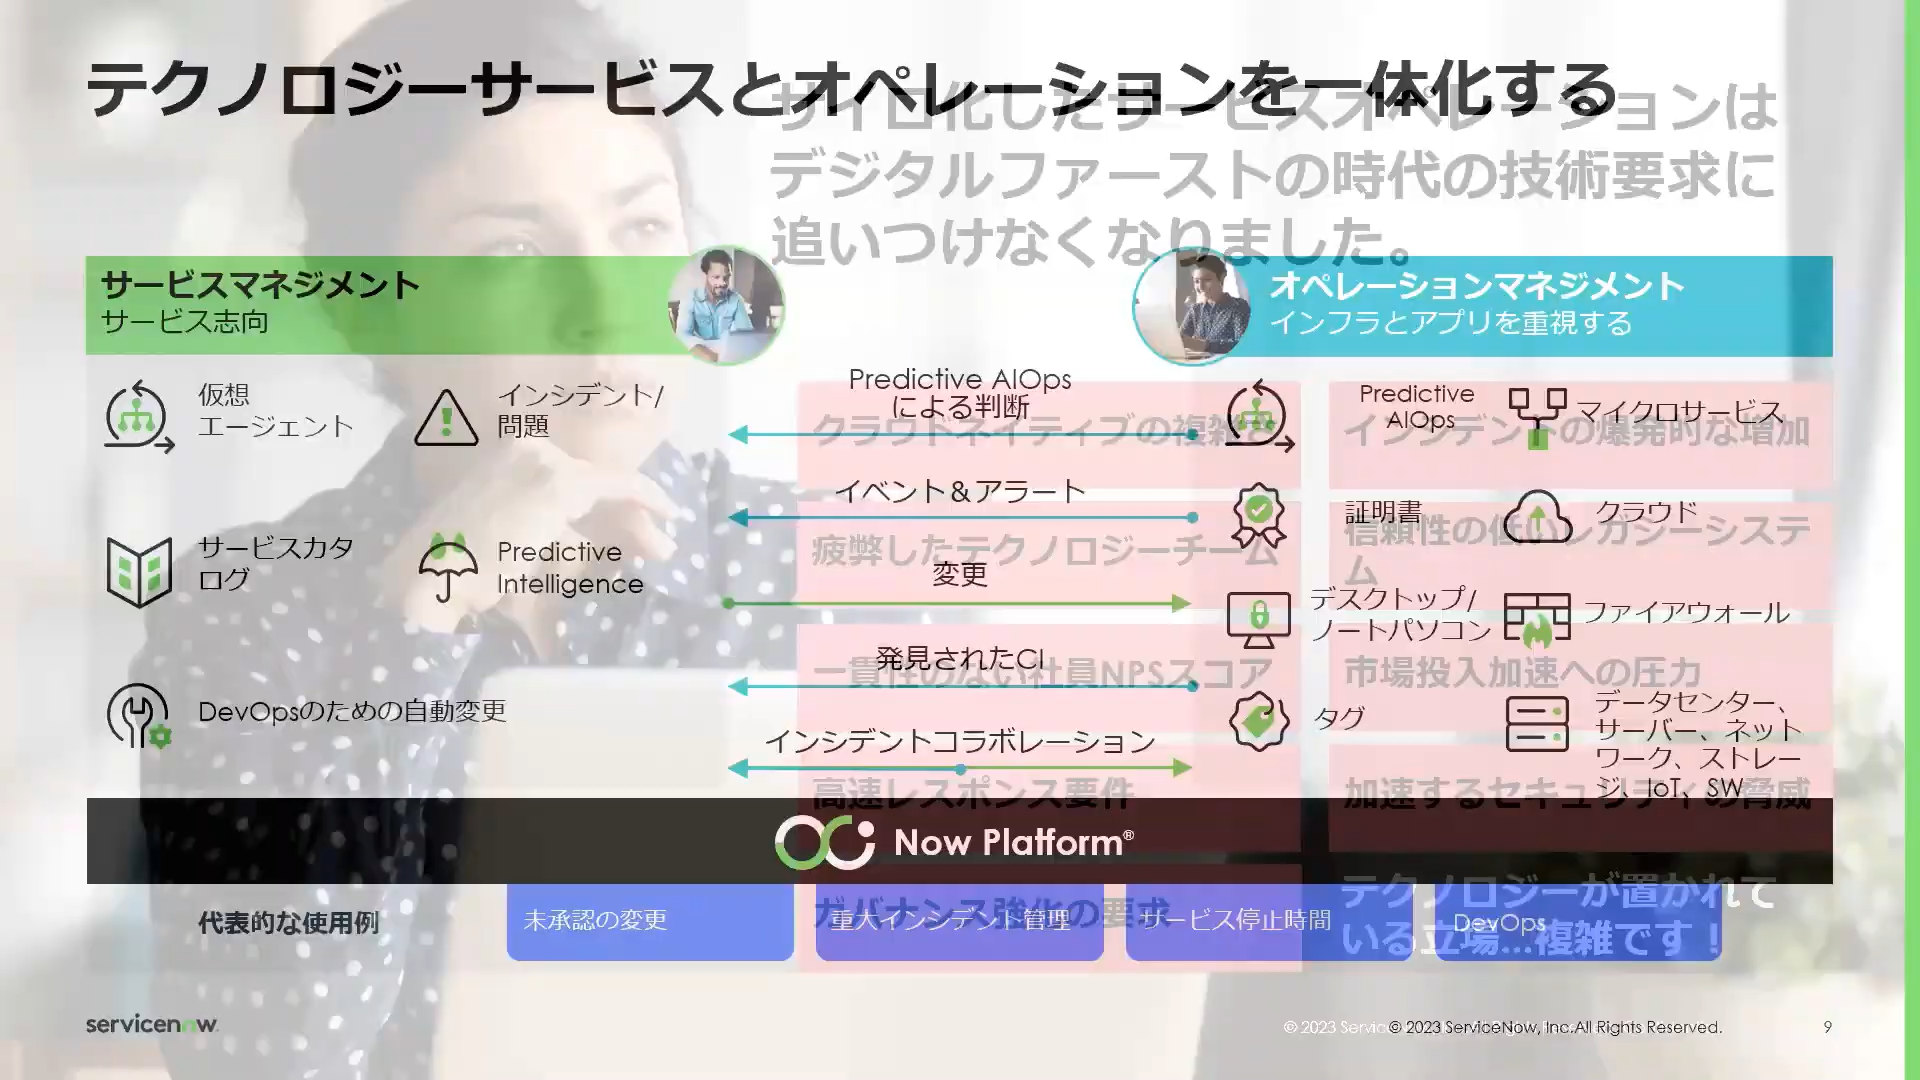 テクノロジーサービスとオペレーションを一体化する
サイロ化したサービスオペレーションは
デジタルファーストの時代の技術要求に
追いつけなくなりました。
サービスマネジメント
サービス志向
オペレーションマネジメント
インフラとアプリを重視する
仮想
エージェント
インシデント/
問題
サービスカタ
ログ
Predictive
Intelligence
DevOpsのための自動変更
Predictive AIOps
による判断
イベント＆アラート
変更
発見されたCI
インシデントコラボレーション
Predictive
AIOps
マイクロサービス
証明書
クラウド
デスクトップ/
ノートパソコン
ファイアウォール
タグ
データセンター、
サーバー、ネット
ワーク、ストレー
ジ、IoT、SW
クラウドネイティブの複雑さ
インシデントの爆発的な増加
疲弊したテクノロジーチーム
信頼性の低いレガシーシステ
ム
一貫性のない社員NPSスコア
市場投入加速への圧力
高速レスポンス要件
加速するセキュリティの脅威
ガバナンス強化の要求
テクノロジーが置かれて
いる立場...複雑です！
Now Platform®
代表的な使用例
未承認の変更
重大インシデント管理
サービス停止時間
DevOps
servicenow
© 2023 ServiceNow, Inc.All Rights Reserved.
9